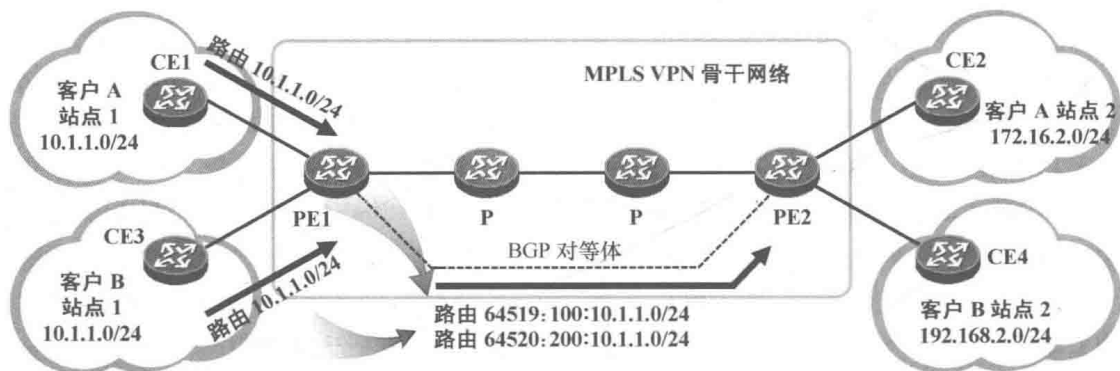 CE1
路由 10.1.1.0/24
客户 A
站点 1
10.1.1.0/24
MPLS VPN 骨干网络
CE2
客户 A 站点 2
172.16.2.0/24
PE1
P
P
PE2
CE3
客户 B
站点 1
10.1.1.0/24
路由 10.1.1.0/24
BGP 对等体
路由 64519:100:10.1.1.0/24
路由 64520:200:10.1.1.0/24
CE4
客户 B 站点 2
192.168.2.0/24